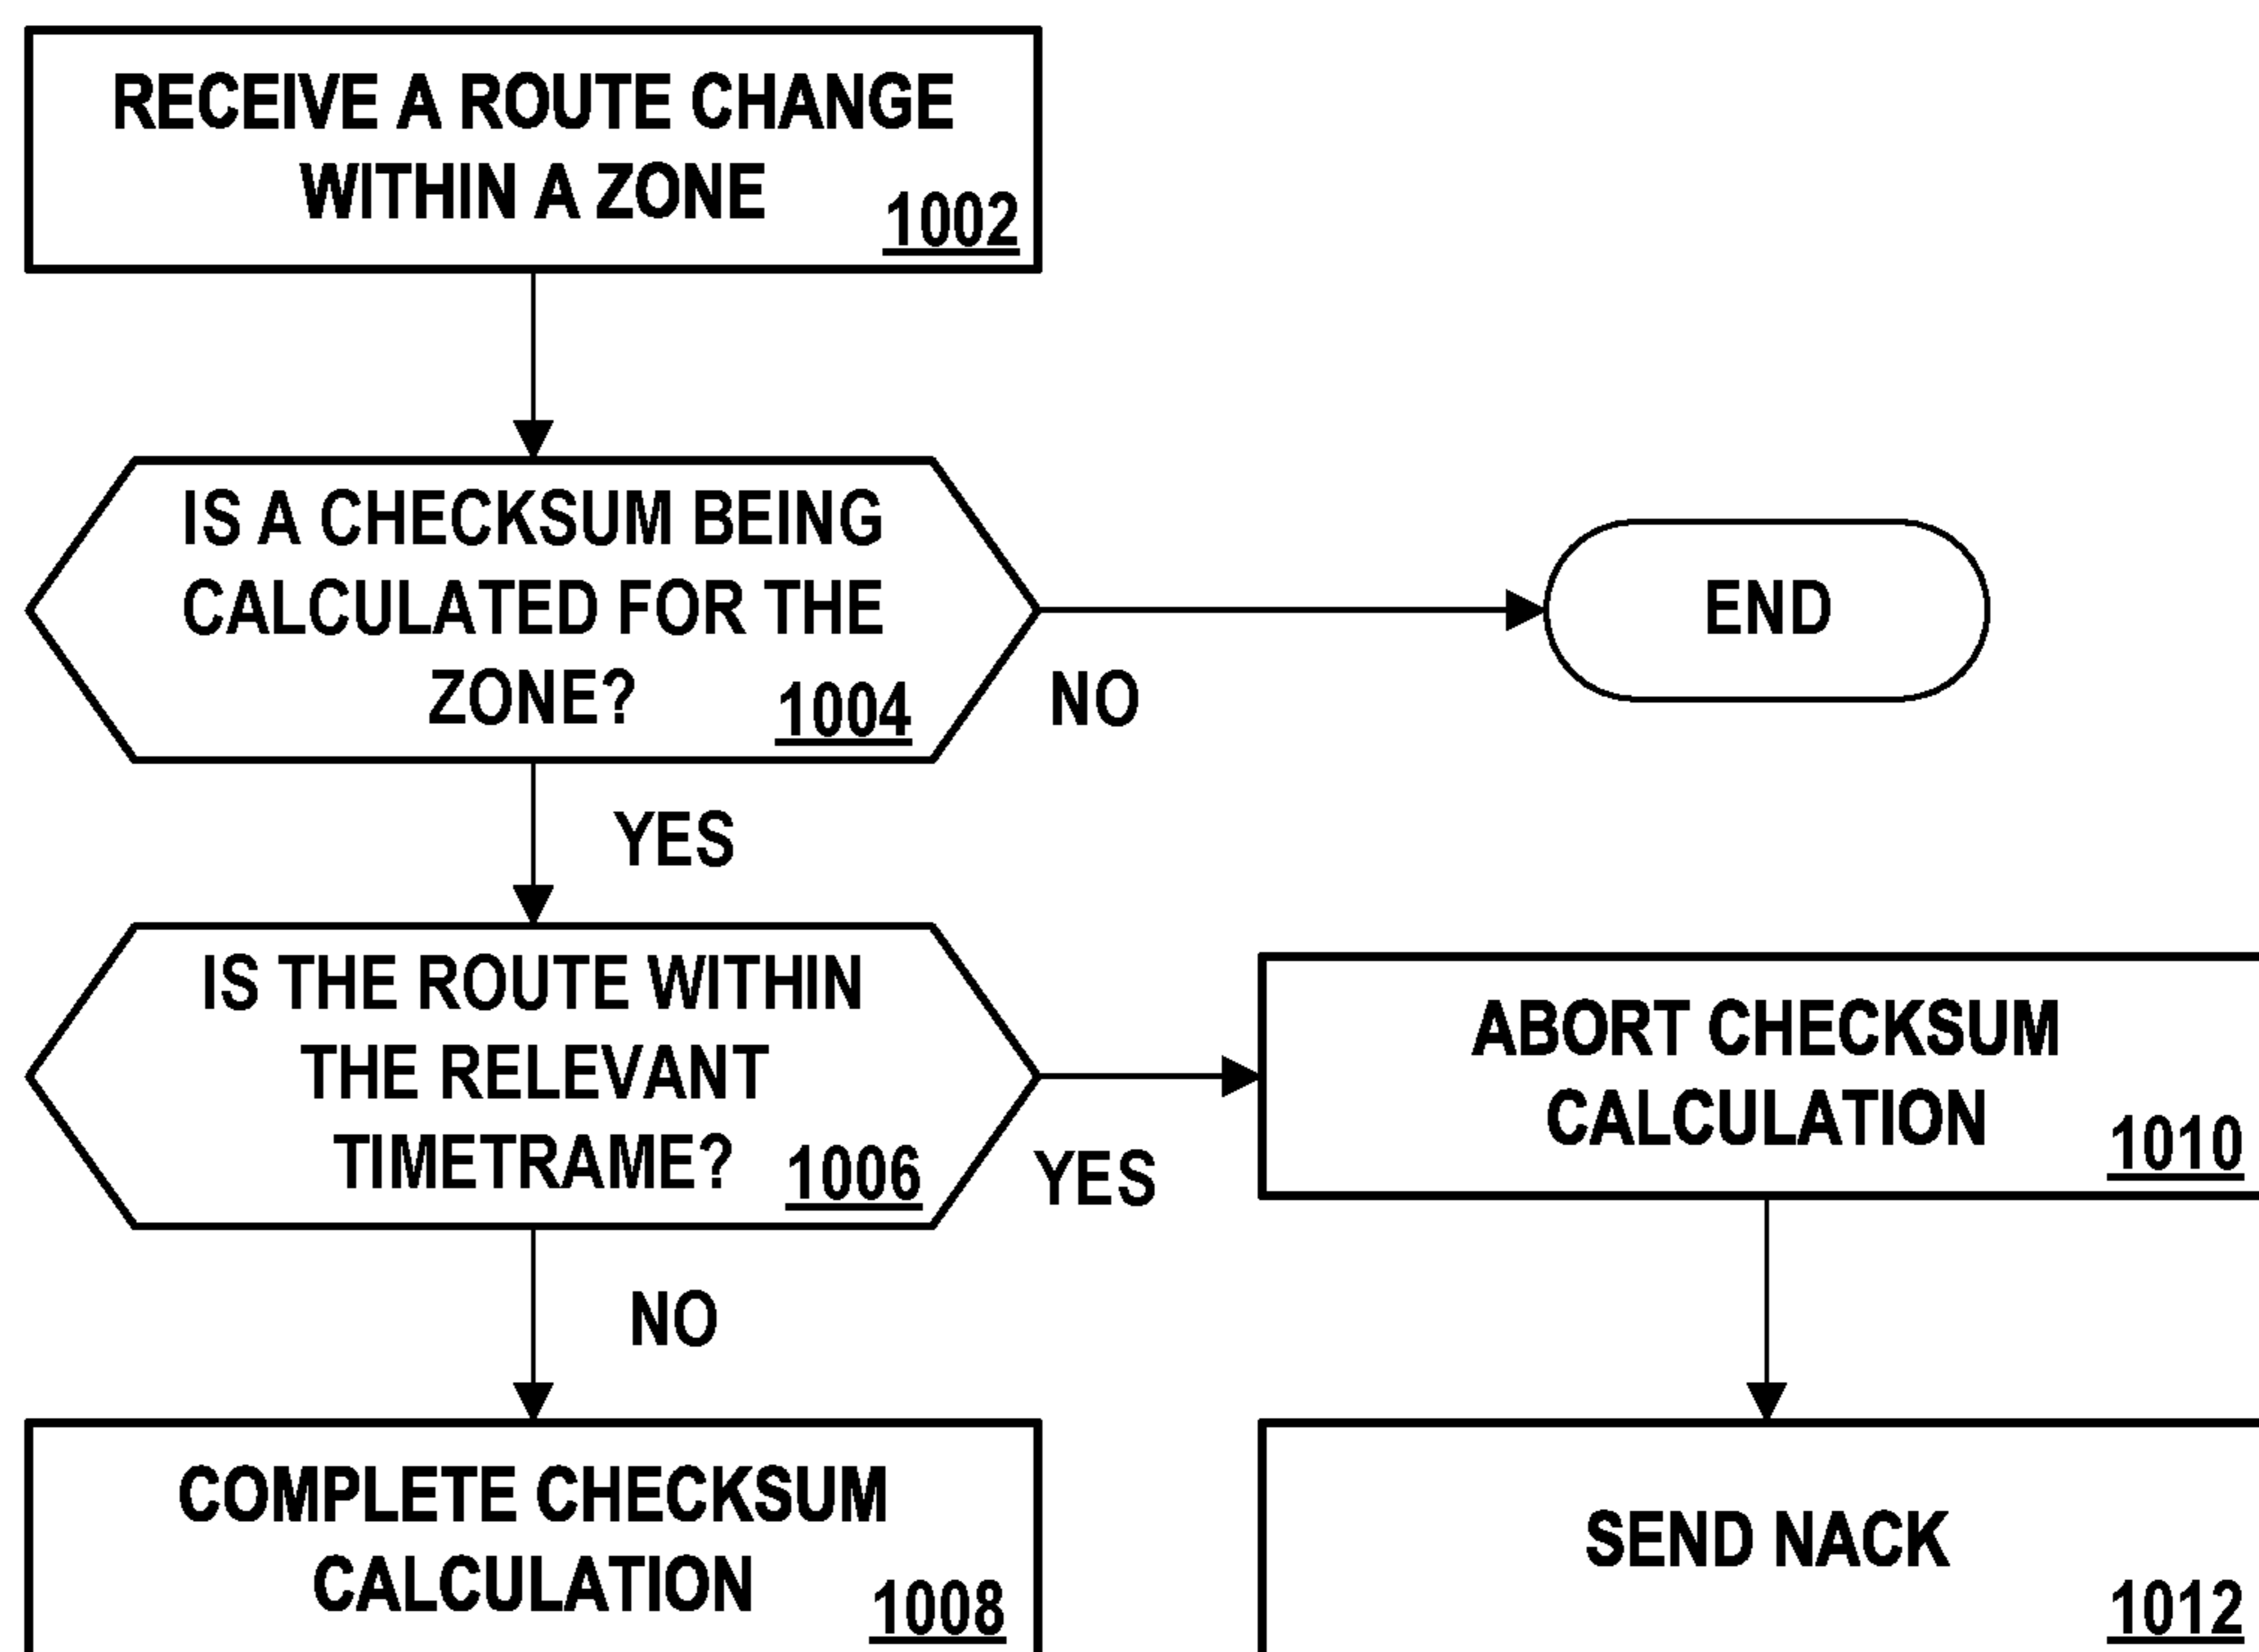 RECEIVE A ROUTE CHANGE
WITHIN A ZONE
1002
IS A CHECKSUM BEING
CALCULATED FOR THE
ZONE?
1004
NO
END
YES
IS THE ROUTE WITHIN
THE RELEVANT
TIMETRAME?
1006
YES
ABORT CHECKSUM
CALCULATION
1010
NO
COMPLETE CHECKSUM
CALCULATION
1008
SEND NACK
1012